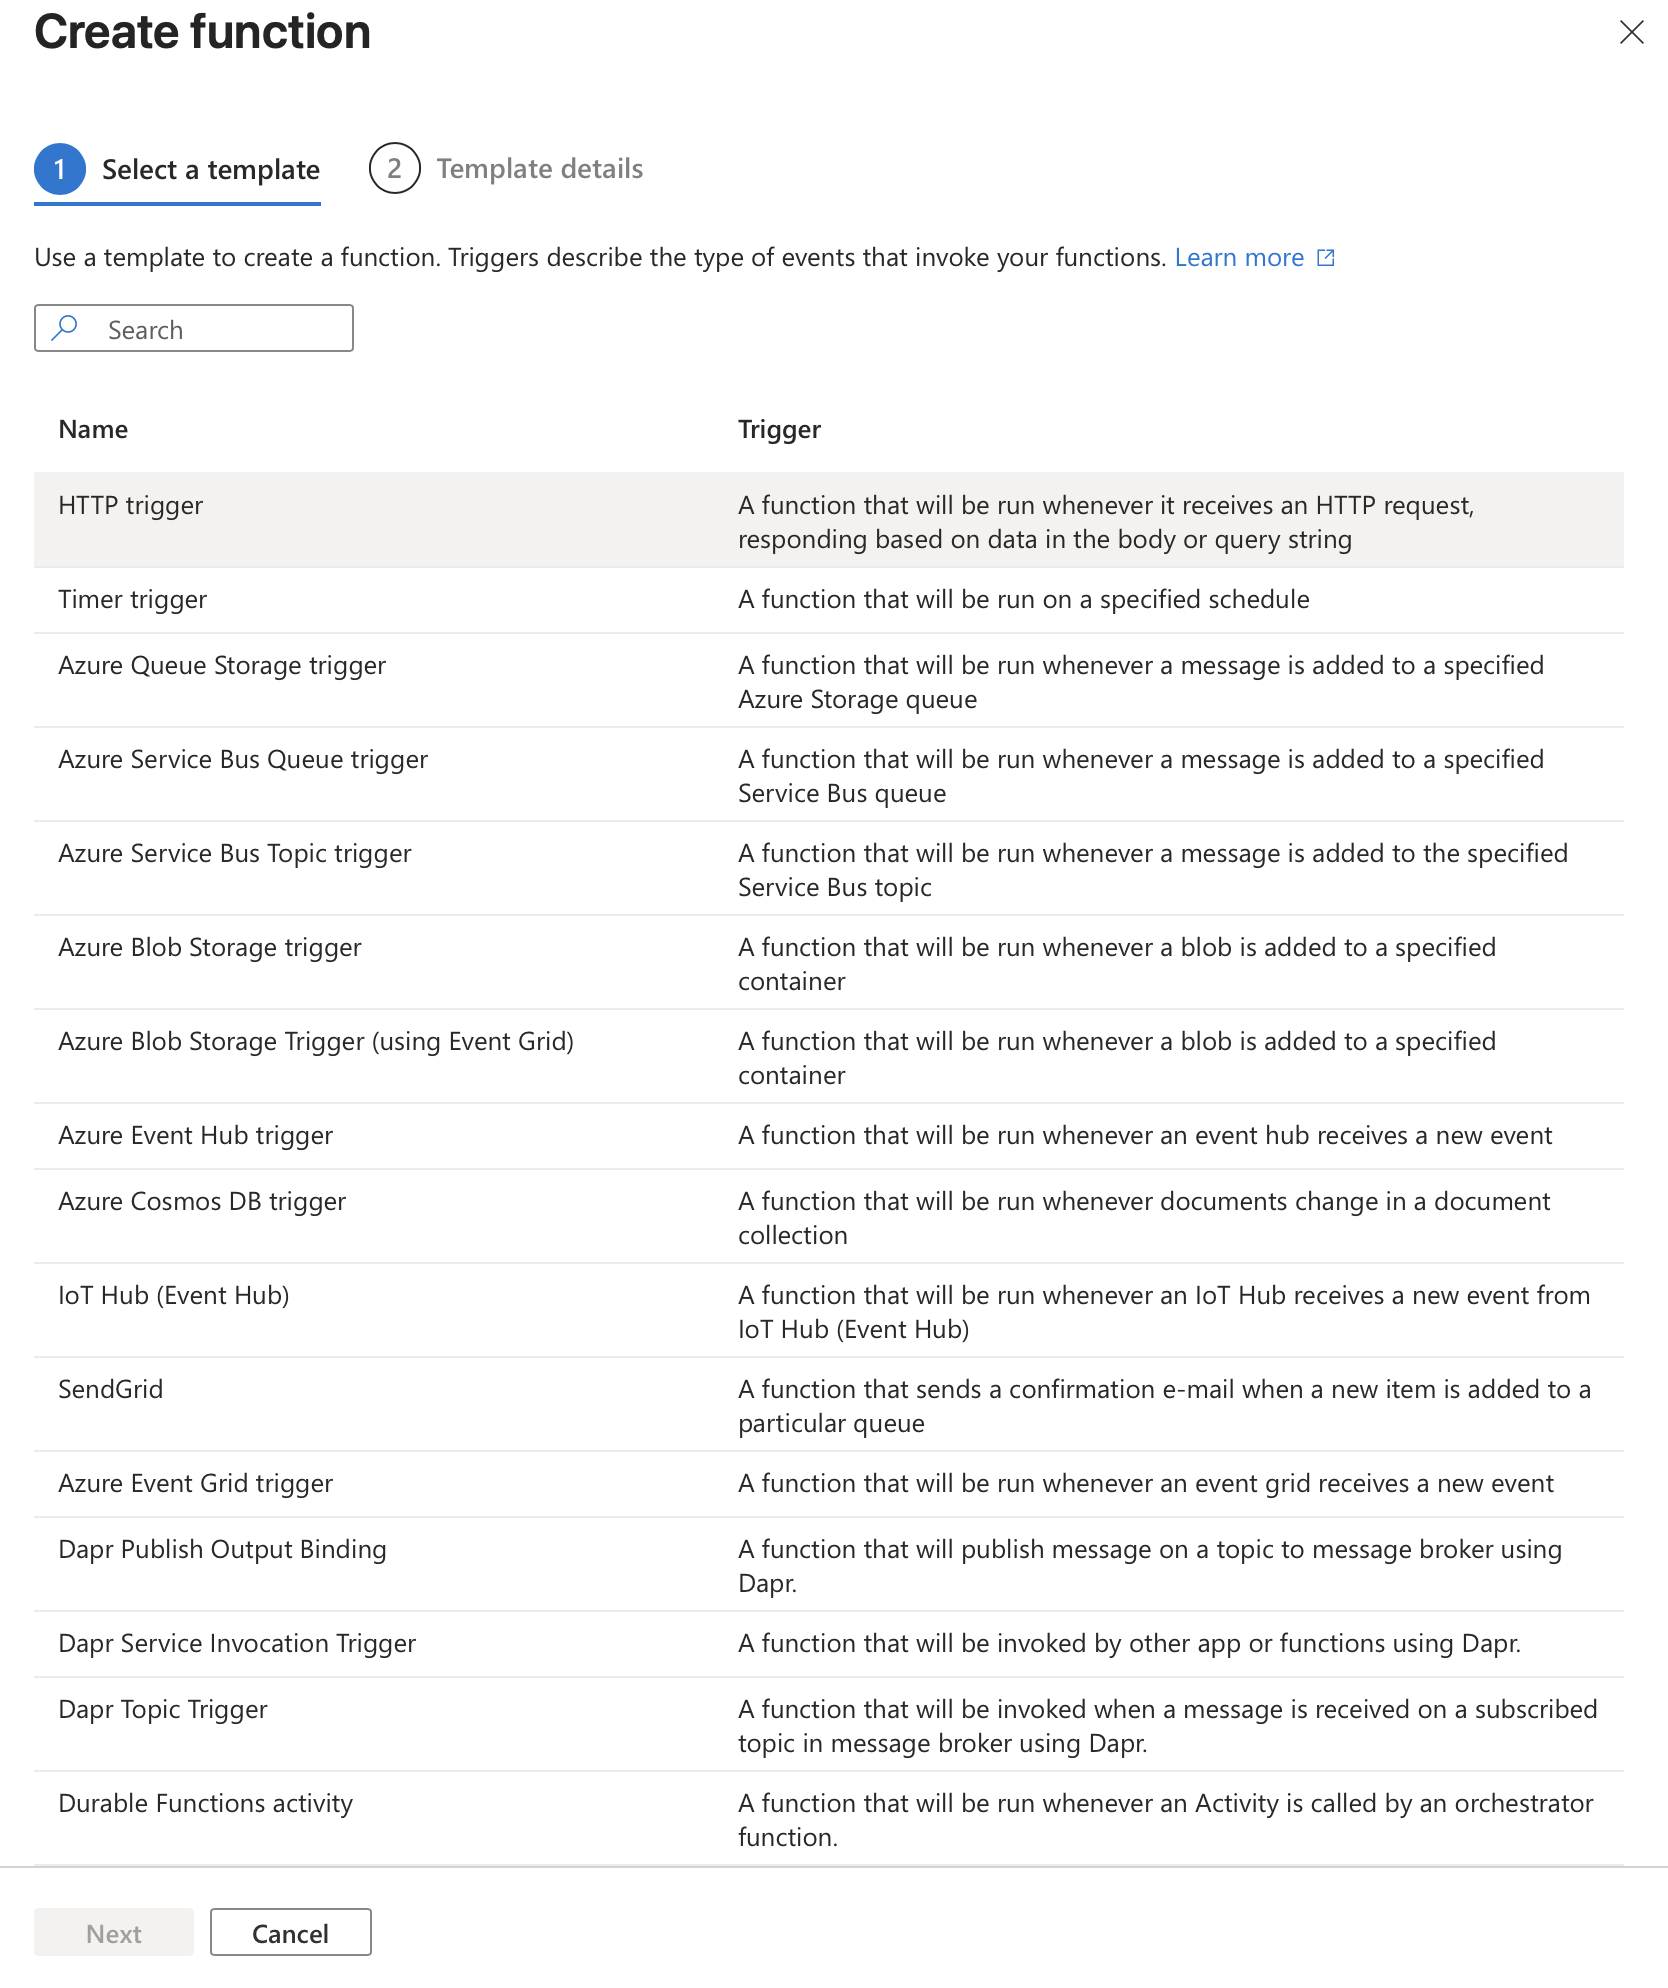 Create function
1 Select a template
2 Template details
Use a template to create a function. Triggers describe the type of events that invoke your functions. Learn more
Search
Name Trigger
HTTP trigger A function that will be run whenever it receives an HTTP request,
responding based on data in the body or query string
Timer trigger A function that will be run on a specified schedule
Azure Queue Storage trigger A function that will be run whenever a message is added to a specified
Azure Storage queue
Azure Service Bus Queue trigger A function that will be run whenever a message is added to a specified
Service Bus queue
Azure Service Bus Topic trigger A function that will be run whenever a message is added to the specified
Service Bus topic
Azure Blob Storage trigger A function that will be run whenever a blob is added to a specified
container
Azure Blob Storage Trigger (using Event Grid) A function that will be run whenever a blob is added to a specified
container
Azure Event Hub trigger A function that will be run whenever an event hub receives a new event
Azure Cosmos DB trigger A function that will be run whenever documents change in a document
collection
IoT Hub (Event Hub) A function that will be run whenever an IoT Hub receives a new event from
IoT Hub (Event Hub)
SendGrid A function that sends a confirmation e-mail when a new item is added to a
particular queue
Azure Event Grid trigger A function that will be run whenever an event grid receives a new event
Dapr Publish Output Binding A function that will publish message on a topic to message broker using
Dapr.
Dapr Service Invocation Trigger A function that will be invoked by other app or functions using Dapr.
Dapr Topic Trigger A function that will be invoked when a message is received on a subscribed
topic in message broker using Dapr.
Durable Functions activity A function that will be run whenever an Activity is called by an orchestrator
function.
Next Cancel